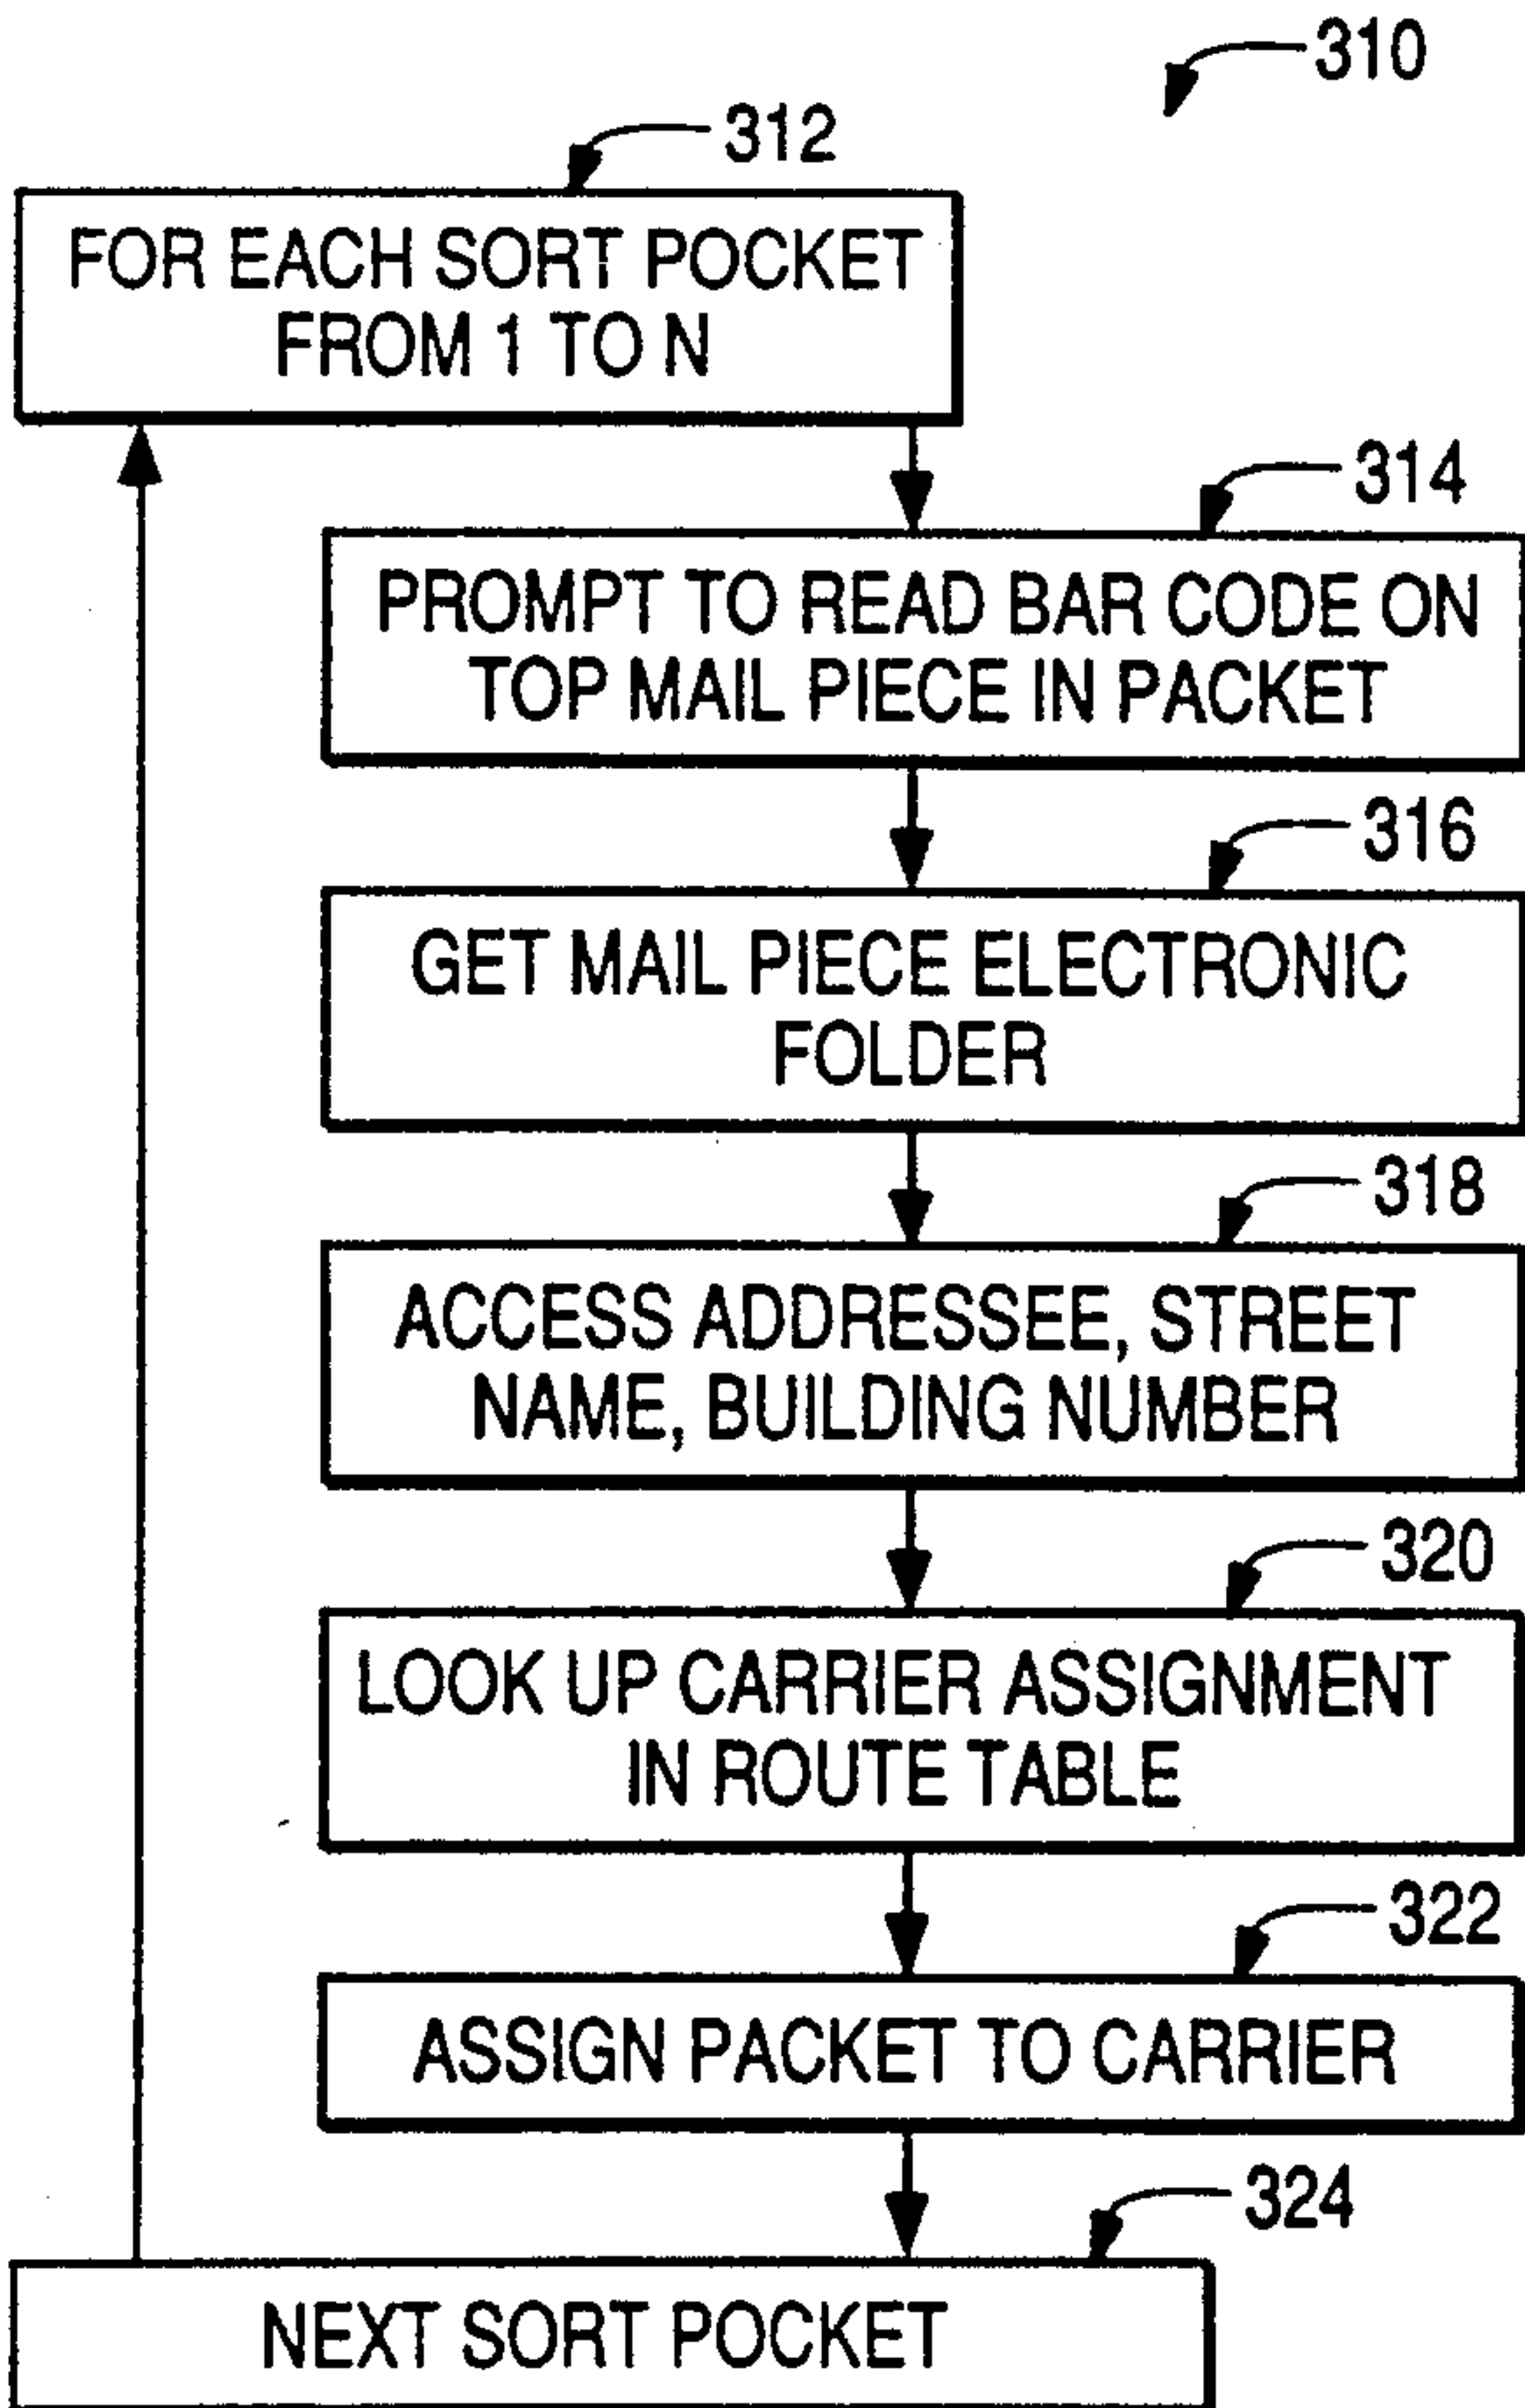 310
312
FOR EACH SORT POCKET
FROM 1 TO N
314
PROMPT TO READ BAR CODE ON
TOP MAIL PIECE IN PACKET
316
GET MAIL PIECE ELECTRONIC
FOLDER
318
ACCESS ADDRESSEE, STREET
NAME, BUILDING NUMBER
320
LOOK UP CARRIER ASSIGNMENT
IN ROUTE TABLE
322
ASSIGN PACKET TO CARRIER
324
NEXT SORT POCKET